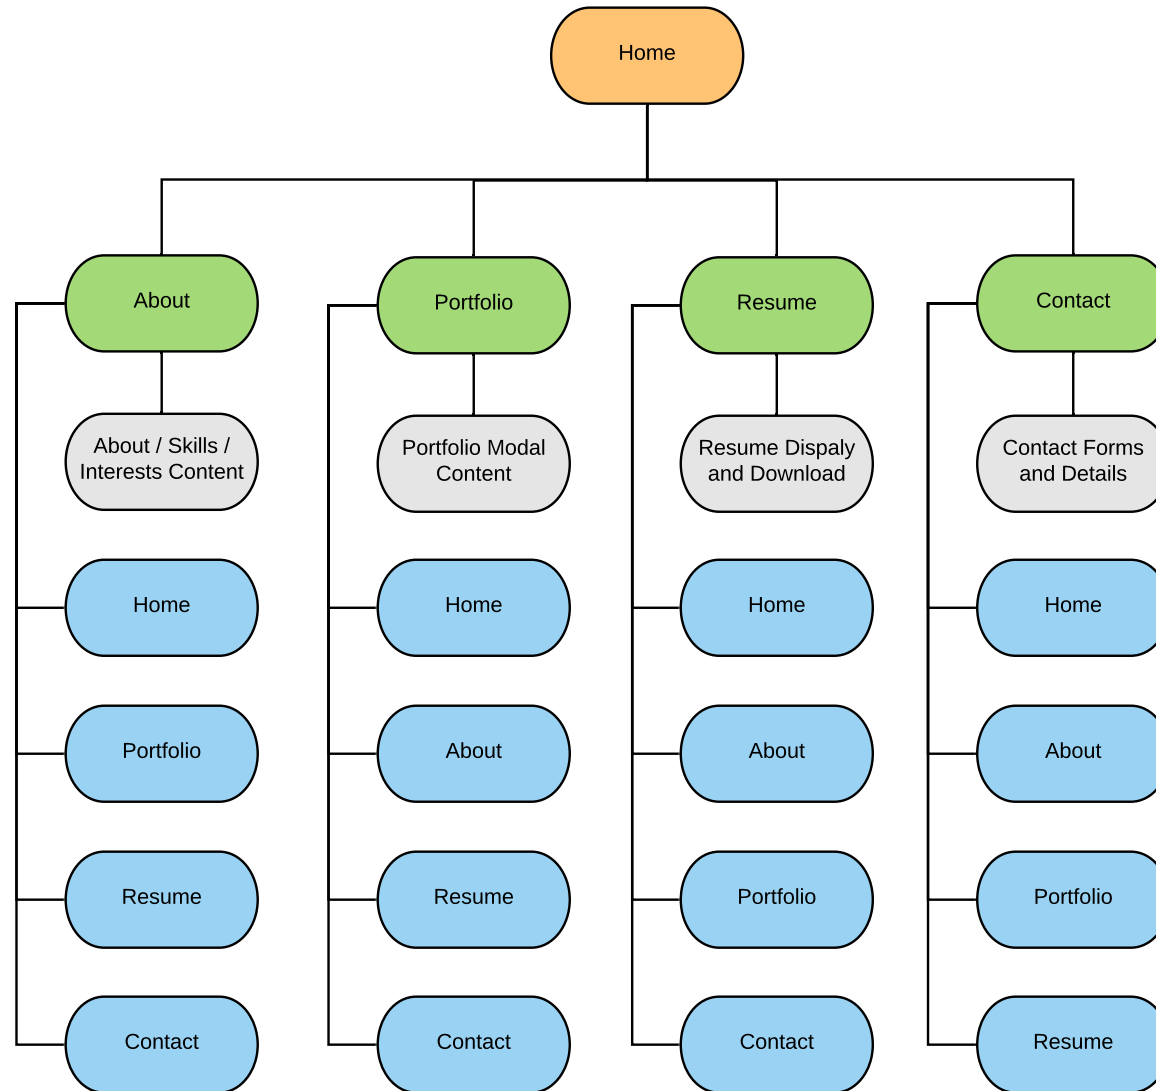 Home
About
Portfolio
Resume
Contact
About / Skills /
Interests Content
Portfolio Modal
Content
Resume Dispaly
and Download
Contact Forms
and Details
Home
Home
Home
Home
Portfolio
About
About
About
Resume
Resume
Portfolio
Portfolio
Contact
Contact
Contact
Resume